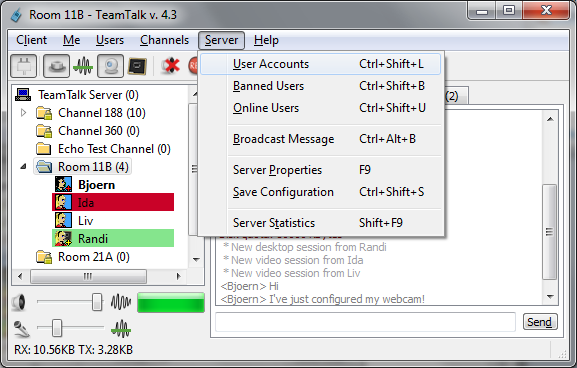 Room 11B - TeamTalk v. 4.3
Client Me Users Channels Server Help
User Accounts Ctrl+Shift+L
Banned Users Ctrl+Shift+B
Online Users Ctrl+Shift+U
Broadcast Message Ctrl+Alt+B
Server Properties F9
Save Configuration Ctrl+Shift+S
Server Statistics Shift+F9
(2)
TeamTalk Server (0)
Channel 188 (10)
Channel 360 (0)
Echo Test Channel (0)
Room 11B (4)
Bjoern
Ida
Liv
Randi
Room 21A (0)
* New desktop session from Randi
* New video session from Ida
* New video session from Liv
<Bjoern> Hi
<Bjoern> I've just configured my webcam!
Send
RX: 10.56KB TX: 3.28KB